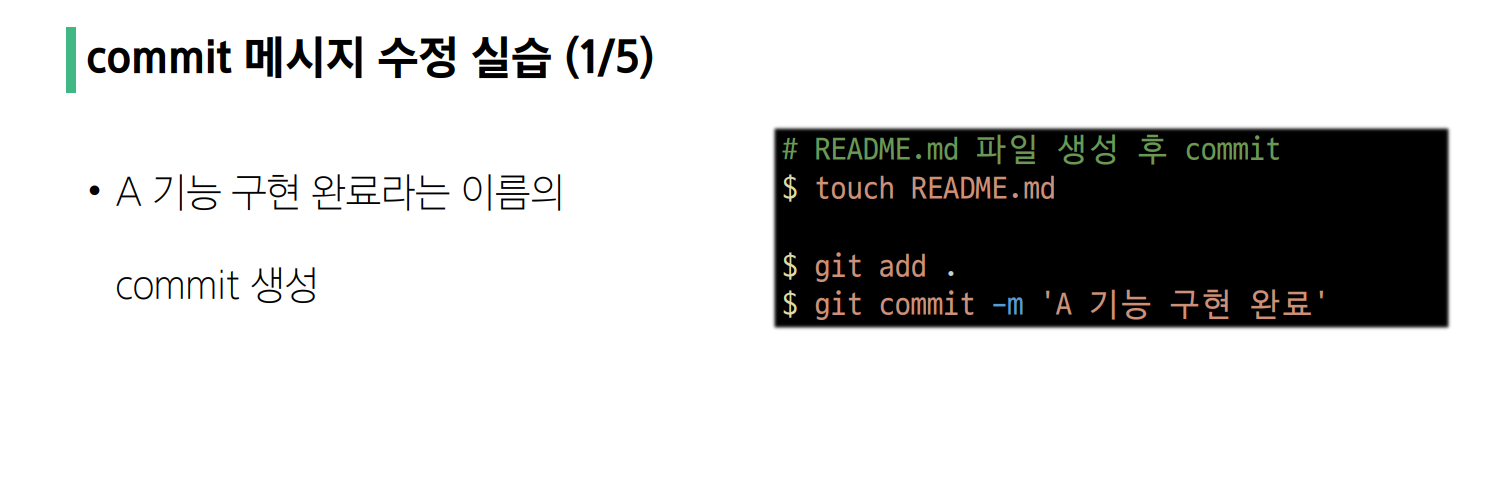 commit 메시지 수정 실습 (1/5)
• A 기능 구현 완료라는 이름의
commit 생성
# README.md 파일 생성 후 commit
$ touch README.md
$ git add .
$ git commit -m 'A 기능 구현 완료'